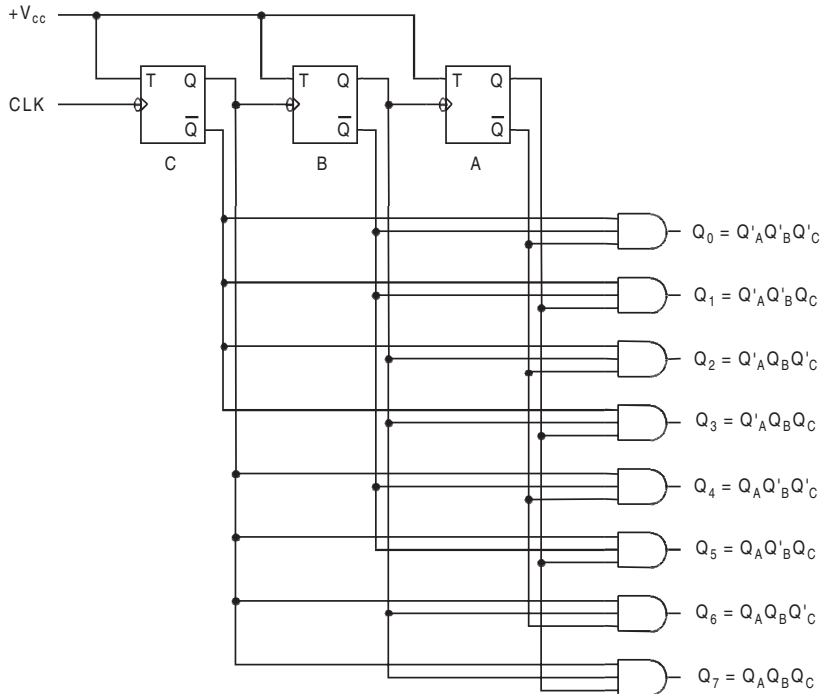 +Vcc
T Q T Q T Q
CLK
Q̅ Q̅ Q̅
C B A
Q0 = Q'AQ'BQ'C
Q1 = Q'AQ'BQC
Q2 = Q'AQBQ'C
Q3 = Q'AQBQC
Q4 = QAQ'BQ'C
Q5 = QAQ'BQC
Q6 = QAQBQ'C
Q7 = QAQBQC